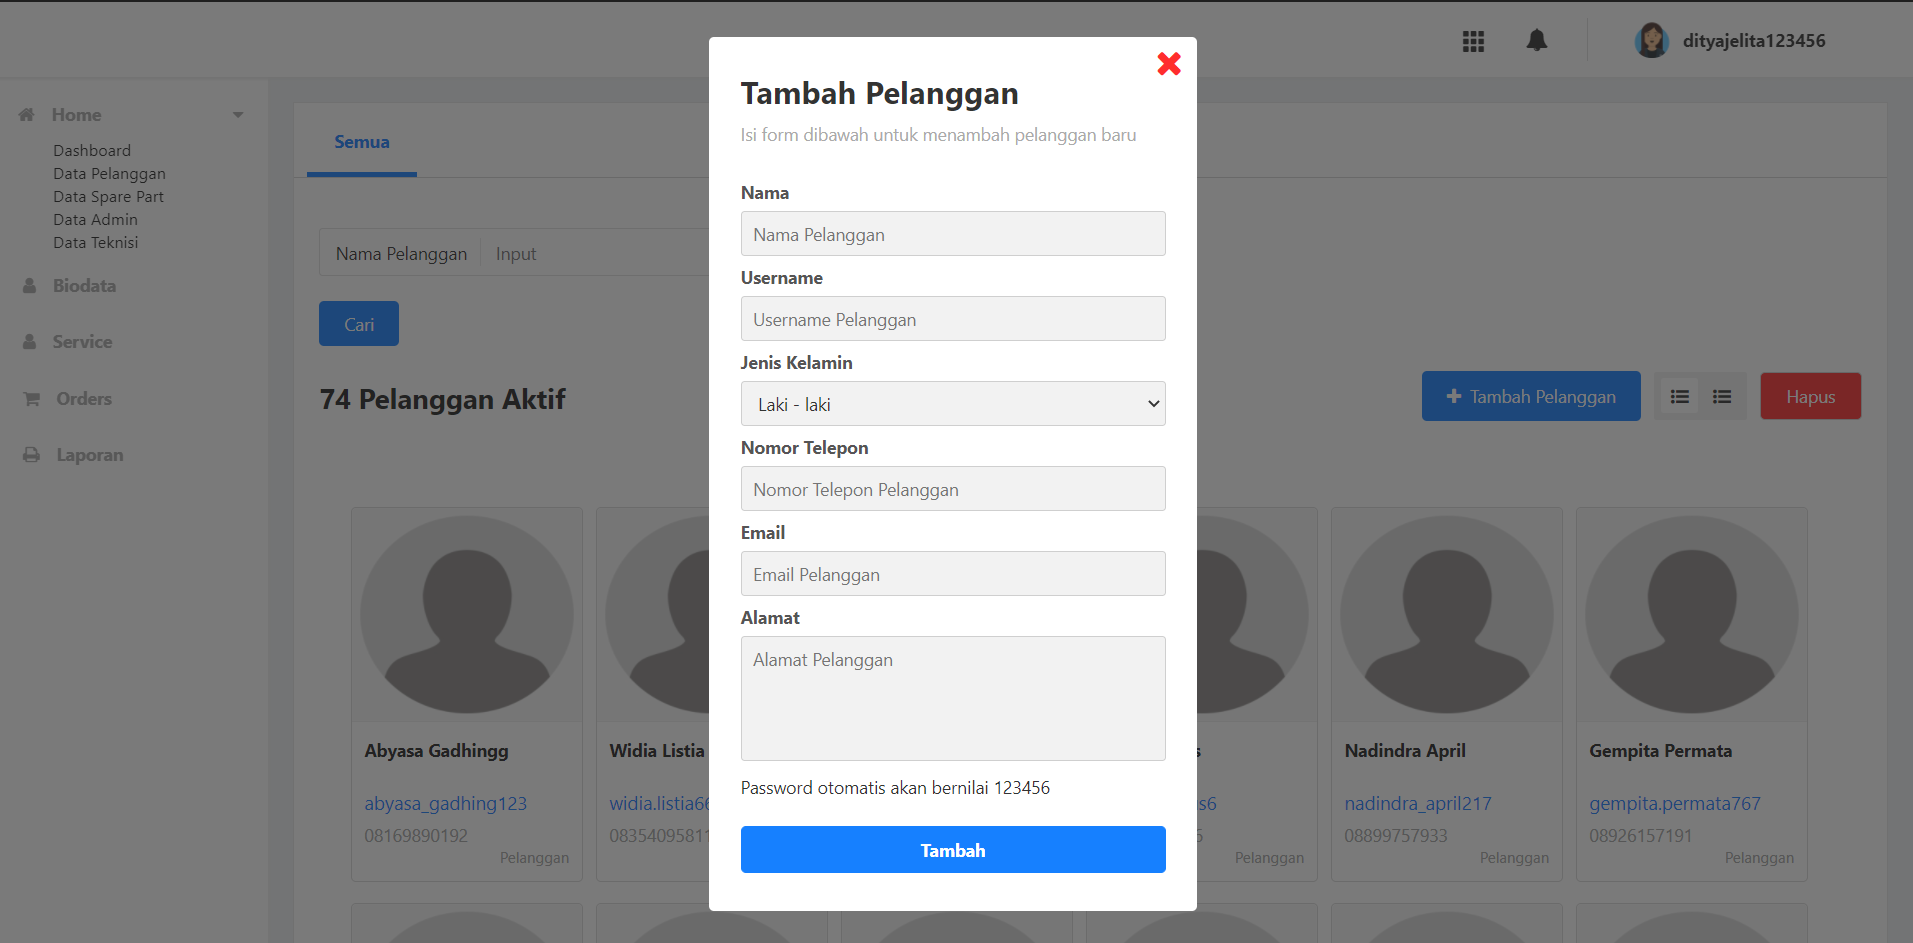 dityajelita123456
Home
Dashboard
Data Pelanggan
Data Spare Part
Data Admin
Data Teknisi
Biodata
Service
Orders
Laporan
Semua
Nama Pelanggan Input
Cari
74 Pelanggan Aktif
Tambah Pelanggan
Hapus
Tambah Pelanggan
Isi form dibawah untuk menambah pelanggan baru
Nama
Nama Pelanggan
Username
Username Pelanggan
Jenis Kelamin
Laki - laki
Nomor Telepon
Nomor Telepon Pelanggan
Email
Email Pelanggan
Alamat
Alamat Pelanggan
Password otomatis akan bernilai 123456
Tambah
Abyasa Gadhingg
abyasa_gadhing123
08169890192
Pelanggan
Widia Listia
Pelanggan
Nadindra April
nadindra_april217
08899757933
Pelanggan
Gempita Permata
gempita.permata767
08926157191
Pelanggan